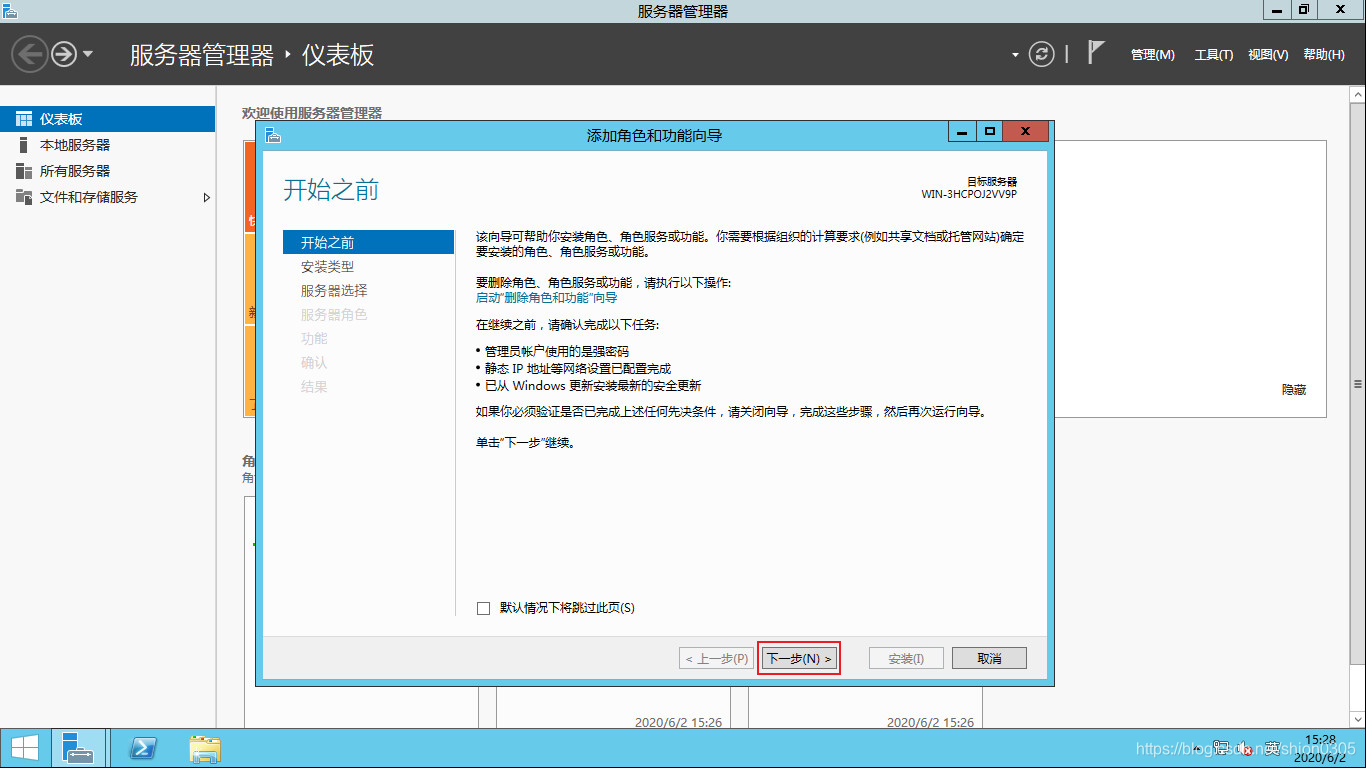 服务器管理器
服务器管理器 · 仪表板
管理(M) 工具(T) 视图(V) 帮助(H)
仪表板
本地服务器
所有服务器
文件和存储服务
欢迎使用服务器管理器
添加角色和功能向导
开始之前
目标服务器
WIN-3HCPOJ2VV9P
开始之前
安装类型
服务器选择
服务器角色
功能
确认
结果
该向导可帮助你安装角色、角色服务或功能。你需要根据组织的计算要求(例如共享文档或托管网站)确定
要安装的角色、角色服务或功能。
要删除角色、角色服务或功能，请执行以下操作:
启动“删除角色和功能”向导
在继续之前，请确认完成以下任务:
• 管理员帐户使用的是强密码
• 静态 IP 地址等网络设置已配置完成
• 已从 Windows 更新安装最新的安全更新
如果你必须验证是否已完成上述任何先决条件，请关闭向导，完成这些步骤，然后再次运行向导。
单击“下一步”继续。
默认情况下将跳过此页(S)
< 上一步(P) 下一步(N) > 安装(I) 取消
隐藏
角
角
2020/6/2 15:26
2020/6/2 15:26
英
15:28
2020/6/2
https://blog.csdn.net/shion0305